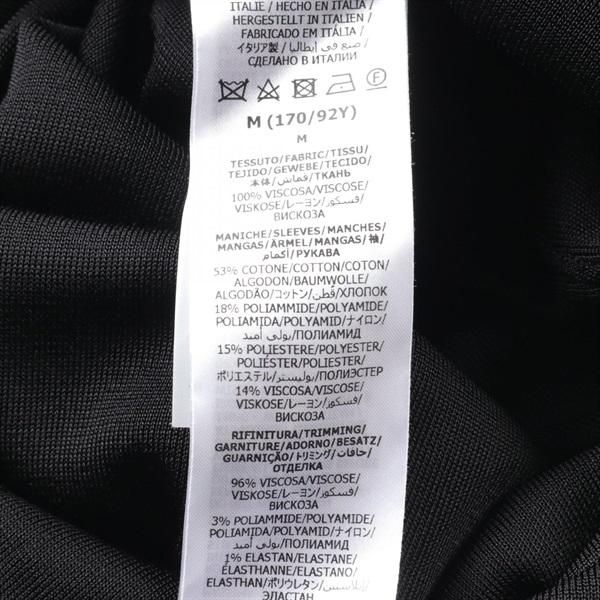 ITALIE / HECHO EN ITALIA /
HERGESTELLT IN ITALIEN /
FABRICADO EM ITÁLIA /
イタリア製 / صنع في إيطاليا /
СДЕЛАНО В ИТАЛИИ
F
M (170/92Y)
M
TESSUTO/FABRIC/TISSU/
TEJIDO/GEWEBE/TECIDO/
本体/قماش/ТКАНЬ
100% VISCOSA/VISCOSE/
VISKOSE/レーヨン/فسكوز/
ВИСКОЗА
MANICHE/SLEEVES/MANCHES/
MANGAS/ÄRMEL/MANGAS/袖/
أكمام/РУКАВА
53% COTONE/COTTON/COTON/
ALGODON/BAUMWOLLE/
ALGODÃO/コットン/قطن/ХЛОПОК
18% POLIAMMIDE/POLYAMIDE/
POLIAMIDA/POLYAMID/ナイロン/
بولي أميد/ПОЛИАМИД
15% POLIESTERE/POLYESTER/
POLIÉSTER/POLYESTER/
ポリエステル/بوليستر/ПОЛИЭСТЕР
14% VISCOSA/VISCOSE/
VISKOSE/レーヨン/فسكوز/
ВИСКОЗА
RIFINITURA/TRIMMING/
GARNITURE/ADORNO/BESATZ/
GUARNIÇÃO/トリミング/حافات/
ОТДЕЛКА
96% VISCOSA/VISCOSE/
VISKOSE/レーヨン/فسكوز/
ВИСКОЗА
3% POLIAMMIDE/POLYAMIDE/
POLIAMIDA/POLYAMID/ナイロン/
بولي أميد/ПОЛИАМИД
1% ELASTAN/ELASTANE/
ÉLASTHANNE/ELASTANO/
ELASTHAN/ポリウレタン/إيلاستين/
ЭЛАСТАН